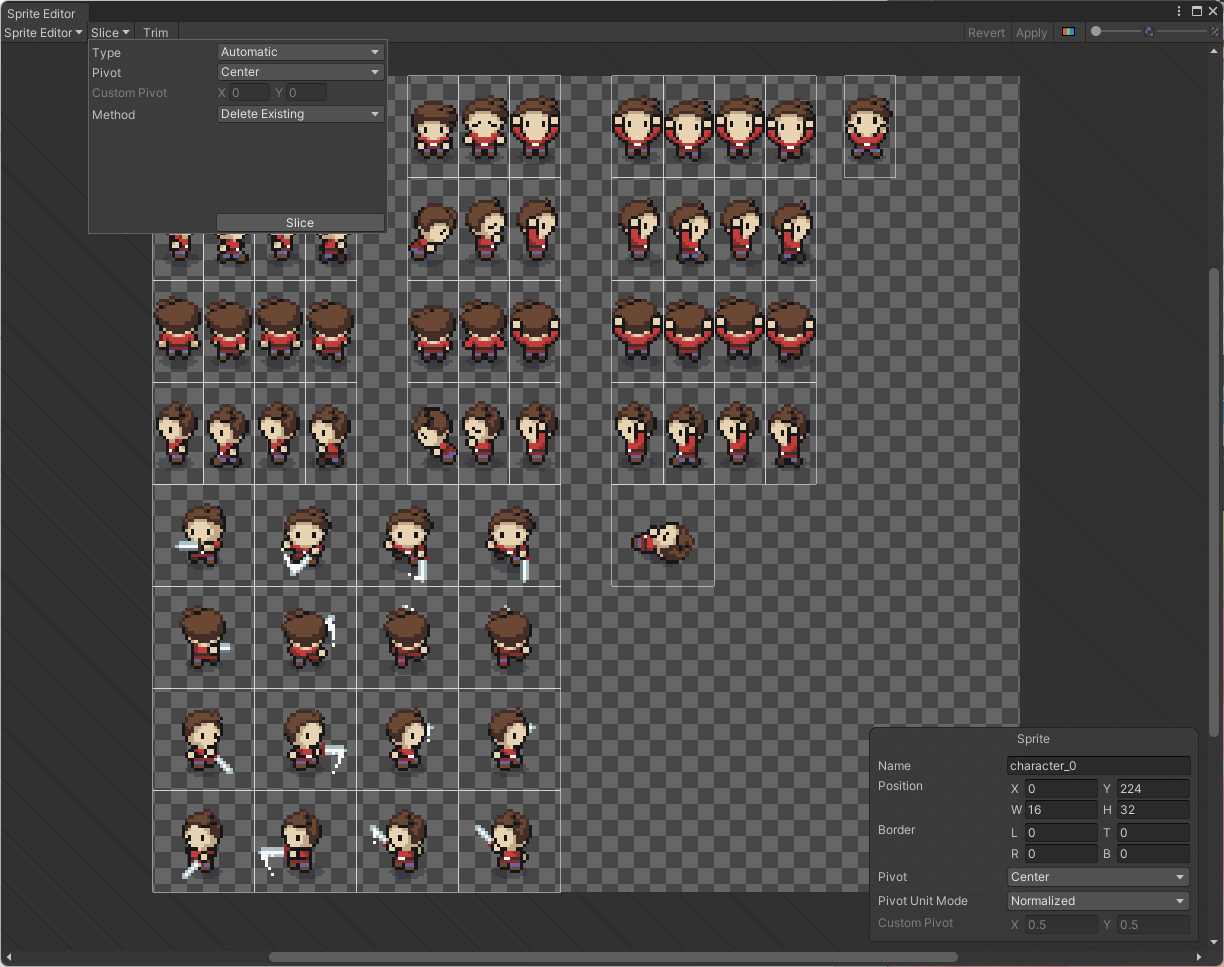 Sprite Editor
Sprite Editor Slice Trim Revert Apply
Type Automatic
Pivot Center
Custom Pivot X 0 Y 0
Method Delete Existing
Slice
Sprite
Name character_0
Position X 0 Y 224
W 16 H 32
Border L 0 T 0
R 0 B 0
Pivot Center
Pivot Unit Mode Normalized
Custom Pivot X 0.5 Y 0.5